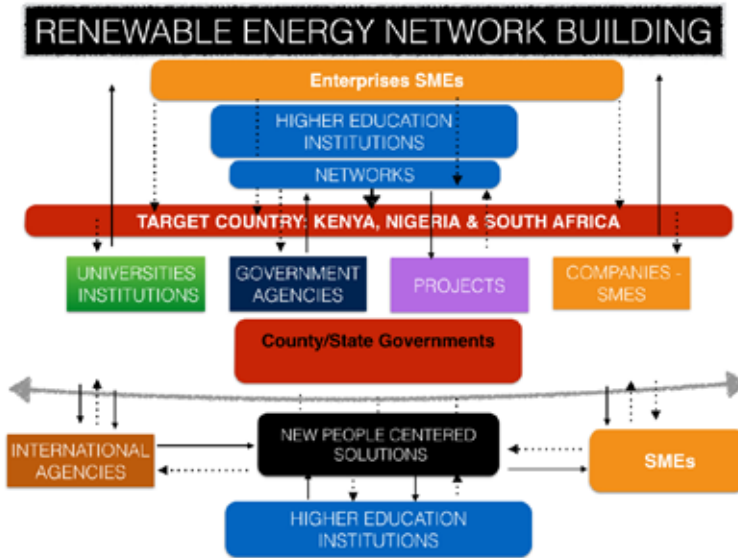 RENEWABLE ENERGY NETWORK BUILDING
Enterprises SMEs
HIGHER EDUCATION
INSTITUTIONS
NETWORKS
TARGET COUNTRY: KENYA, NIGERIA & SOUTH AFRICA
UNIVERSITIES
INSTITUTIONS
GOVERNMENT
AGENCIES
PROJECTS
COMPANIES -
SMES
County/State Governments
INTERNATIONAL
AGENCIES
NEW PEOPLE CENTERED
SOLUTIONS
SMEs
HIGHER EDUCATION
INSTITUTIONS